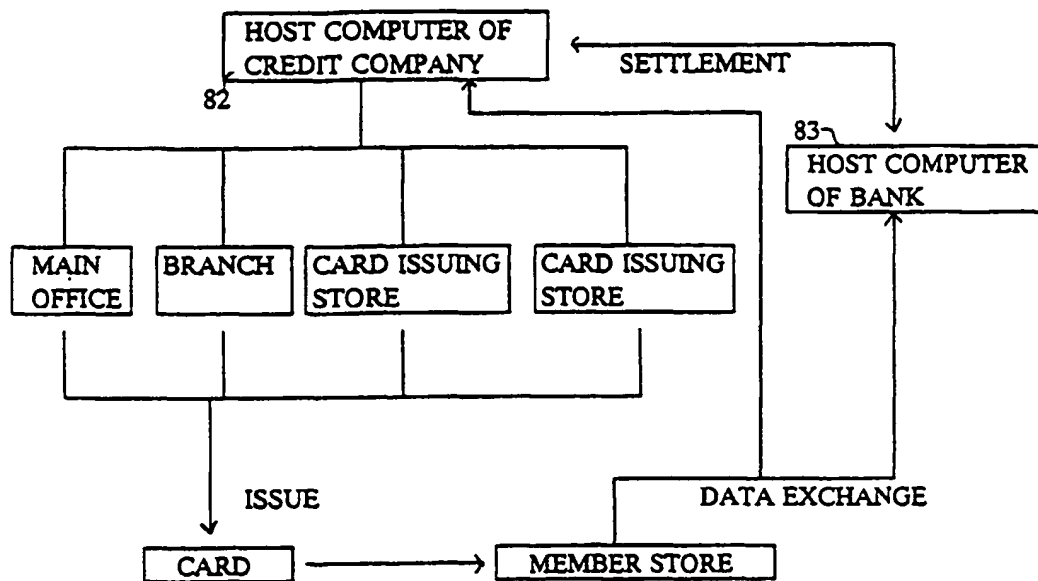 HOST COMPUTER OF
CREDIT COMPANY
SETTLEMENT
82
83
HOST COMPUTER
OF BANK
MAIN
OFFICE
BRANCH
CARD ISSUING
STORE
CARD ISSUING
STORE
ISSUE
DATA EXCHANGE
CARD
MEMBER STORE